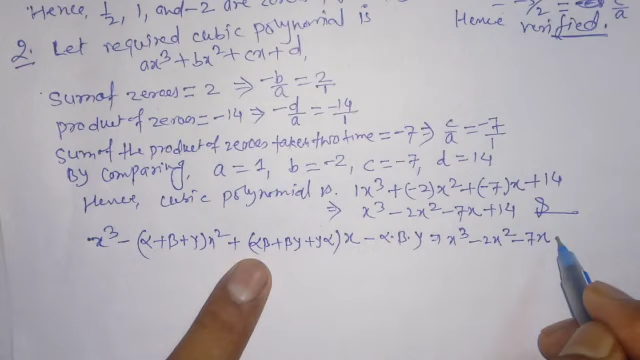 Hence, 1/2, 1, and -2 are zeroes
c/a
Hence verified.
2. Let required cubic polynomial is
ax³ + bx² + cx + d,
Sum of zeroes = 2 ⇒ -b/a = 2/1
product of zeroes = -14 ⇒ -d/a = -14/1
Sum of the product of zeroes taken two time = -7 ⇒ c/a = -7/1
By comparing, a = 1, b = -2, c = -7, d = 14
Hence, cubic polynomial is. 1x³ + (-2)x² + (-7)x + 14
⇒ x³ - 2x² - 7x + 14
x³ - (α+β+γ)x² + (αβ+βγ+γα)x - α·β·γ ⇒ x³ - 2x² - 7x